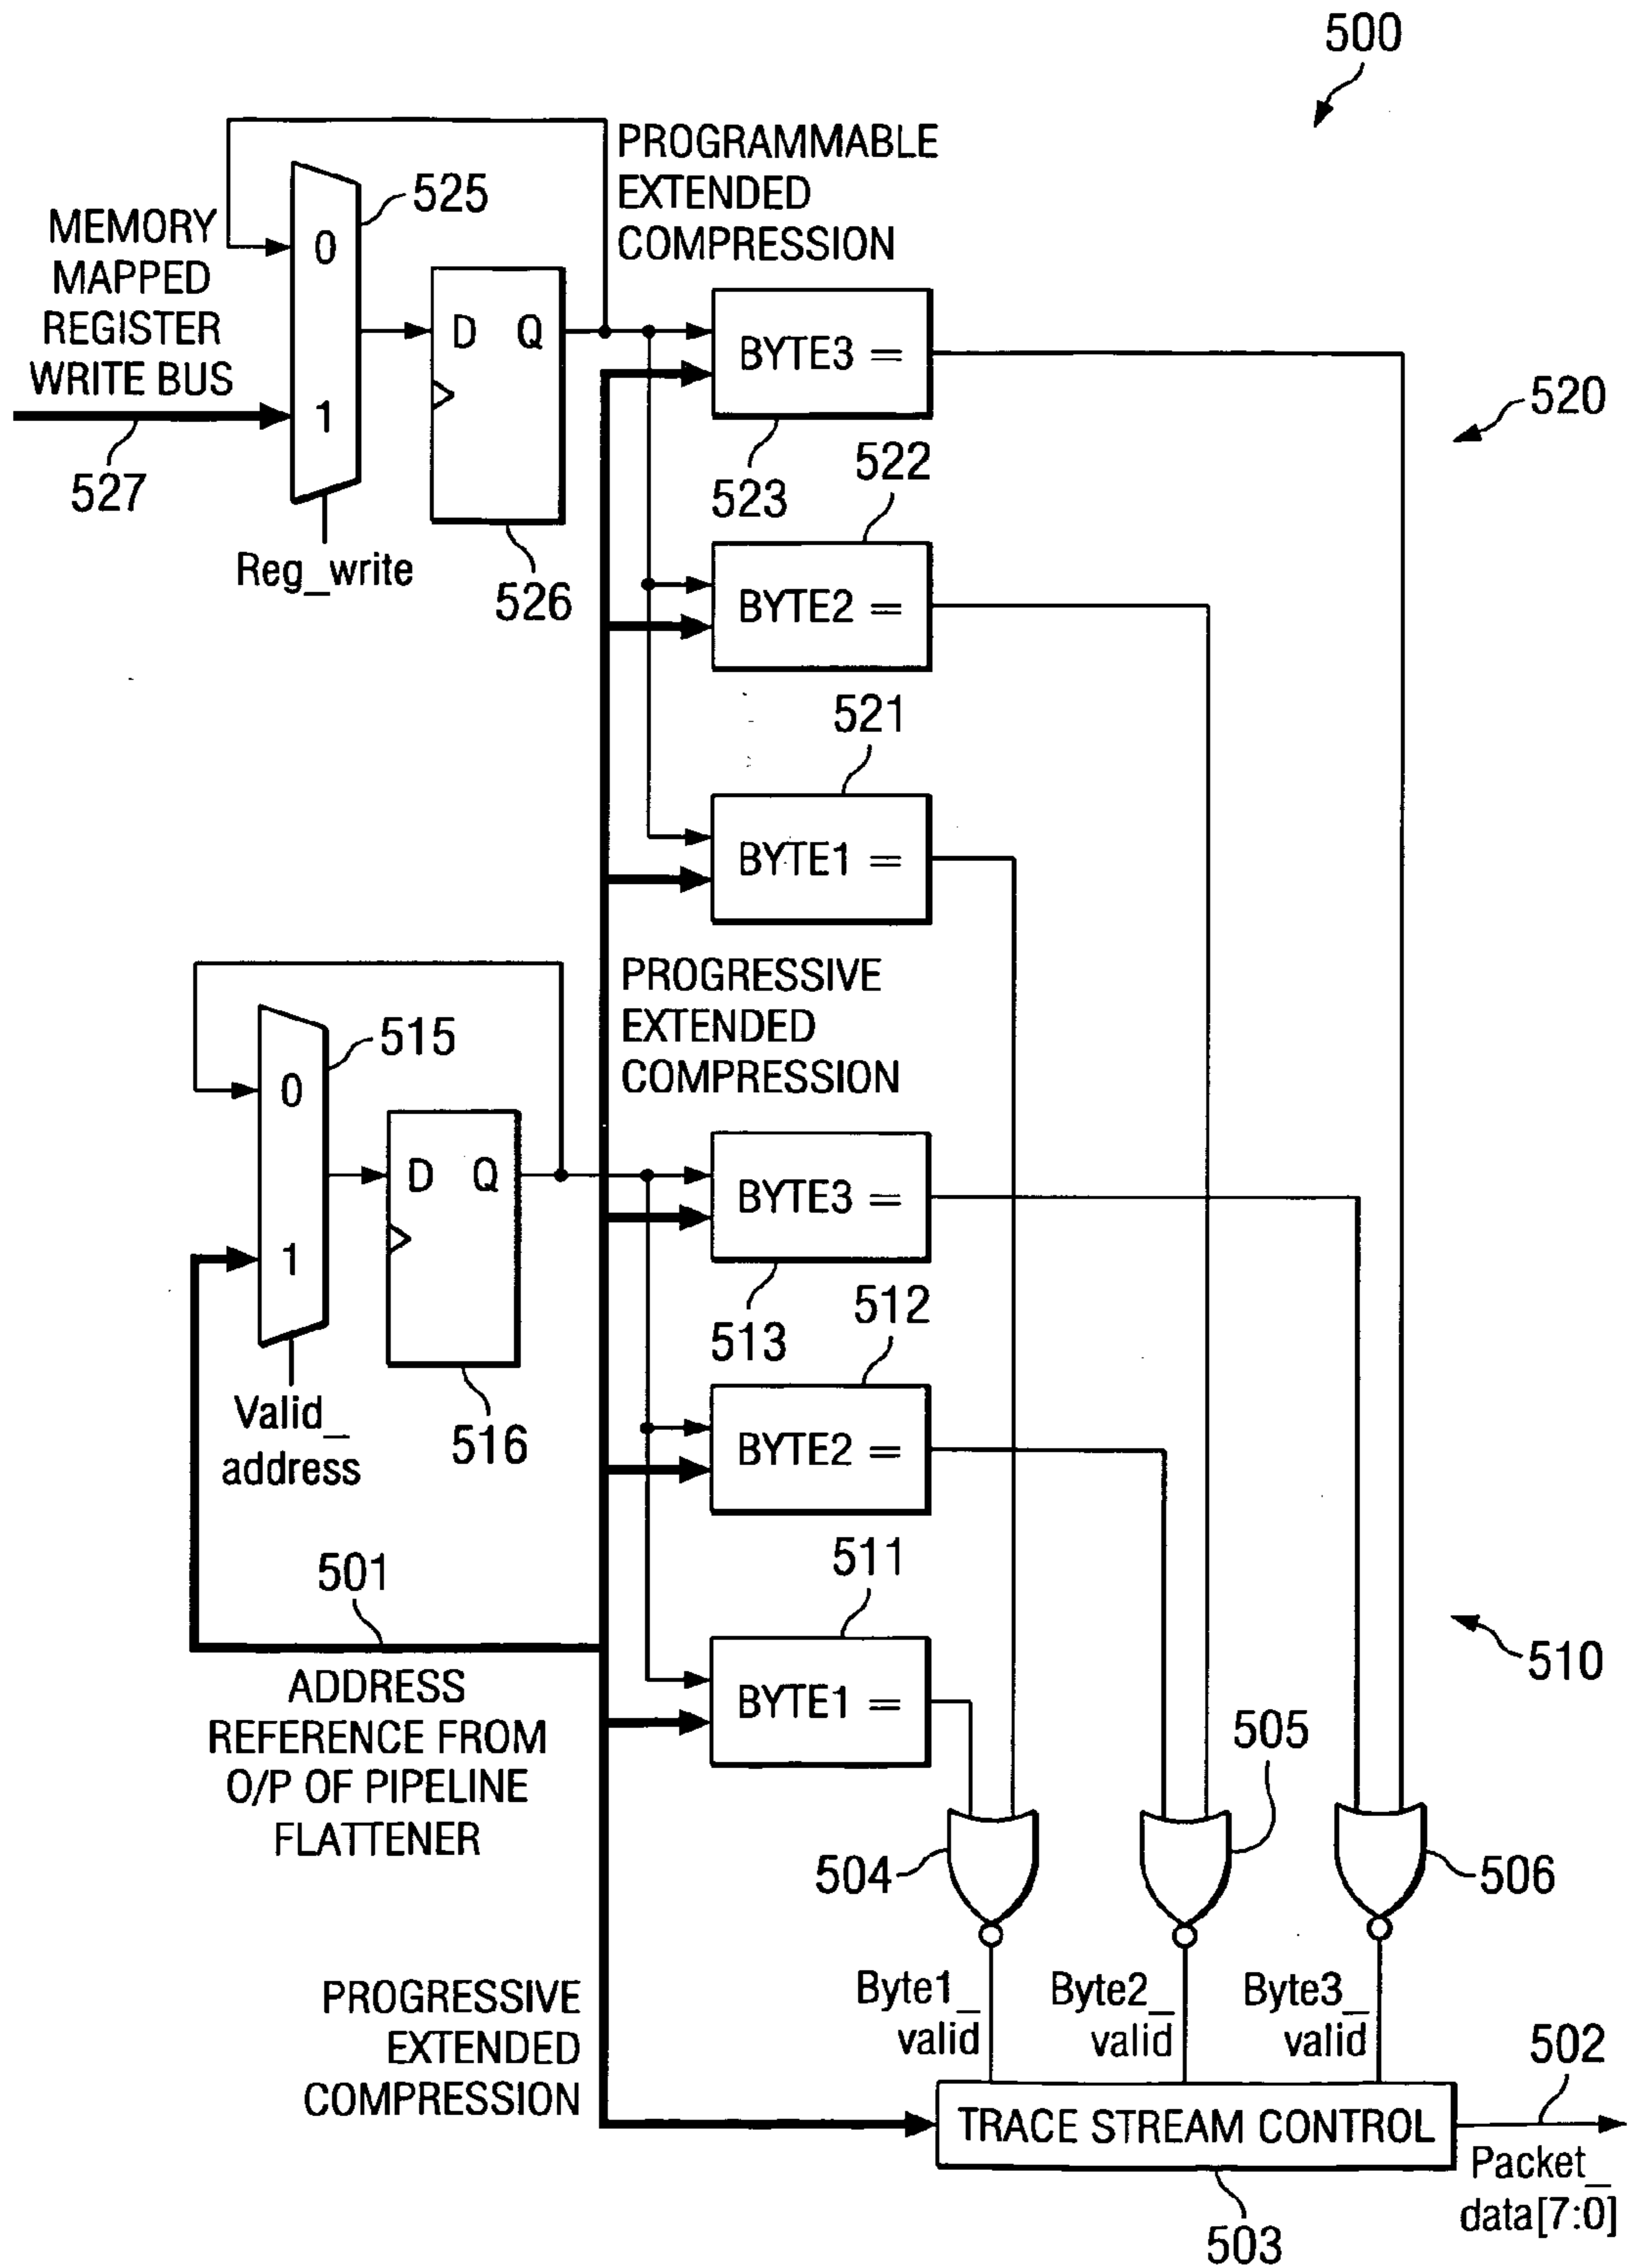 500
PROGRAMMABLE
EXTENDED
COMPRESSION
525
MEMORY
MAPPED
REGISTER
WRITE BUS
0
1
D Q
BYTE3 =
520
527
523
522
Reg_write
526
BYTE2 =
521
BYTE1 =
PROGRESSIVE
EXTENDED
COMPRESSION
515
0
1
D Q
BYTE3 =
513
512
Valid_
address
516
BYTE2 =
511
501
510
ADDRESS
REFERENCE FROM
O/P OF PIPELINE
FLATTENER
BYTE1 =
505
504
506
PROGRESSIVE
EXTENDED
COMPRESSION
Byte1_
valid
Byte2_
valid
Byte3_
valid
502
TRACE STREAM CONTROL
Packet_
data[7:0]
503